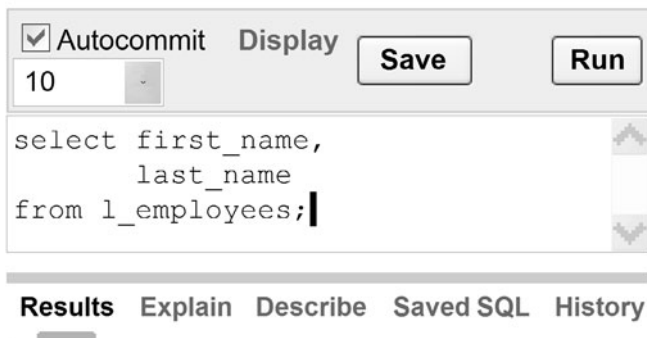 Autocommit Display Save Run
10
select first_name,
last_name
from l_employees;
Results Explain Describe Saved SQL History